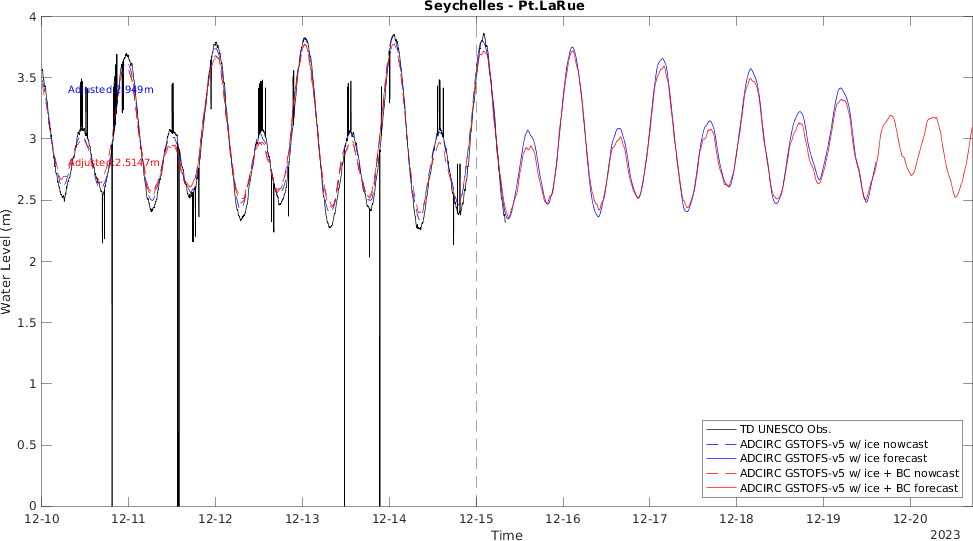 Seychelles - Pt.LaRue
4
3.5
3
2.5
2
1.5
1
0.5
0
Water Level (m)
Adjusted:2.5147m
TD UNESCO Obs.
ADCIRC GSTOFS-v5 w/ ice nowcast
ADCIRC GSTOFS-v5 w/ ice forecast
ADCIRC GSTOFS-v5 w/ ice + BC nowcast
ADCIRC GSTOFS-v5 w/ ice + BC forecast
12-10
12-11
12-12
12-13
12-14
12-15
12-16
12-17
12-18
12-19
12-20
Time
2023